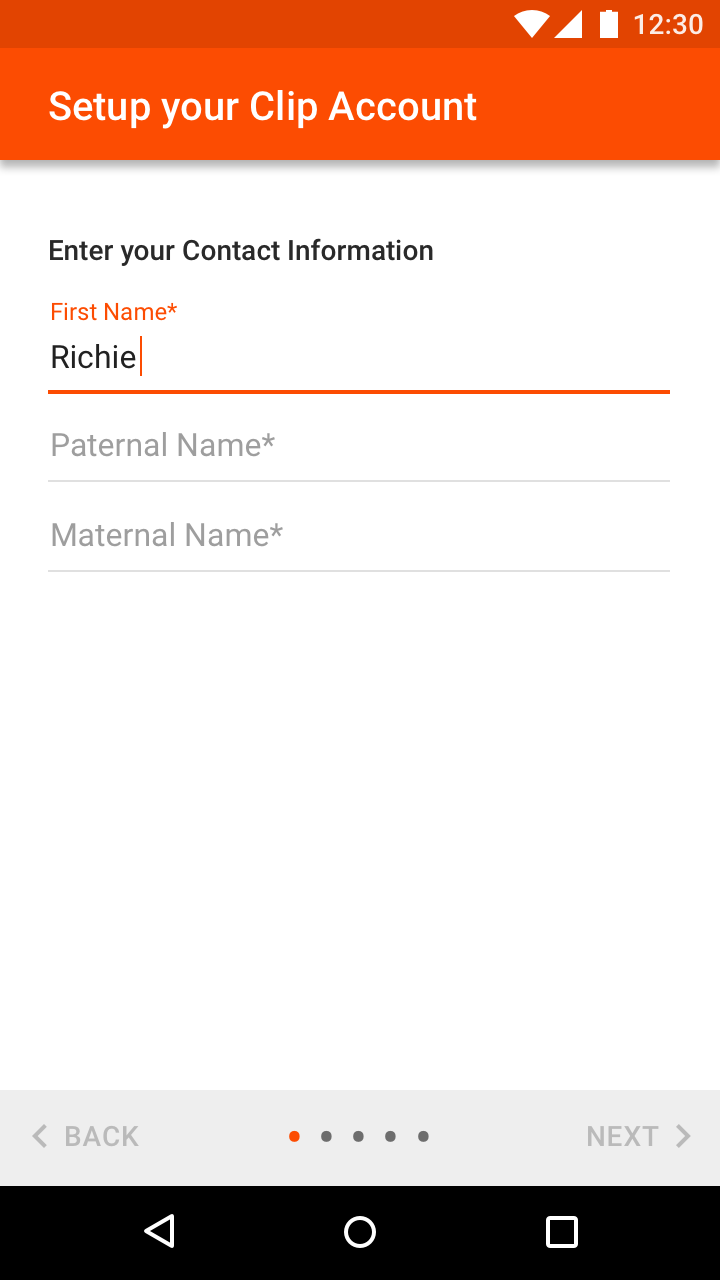 12:30
Setup your Clip Account
Enter your Contact Information
First Name*
Richie
Paternal Name*
Maternal Name*
BACK
NEXT